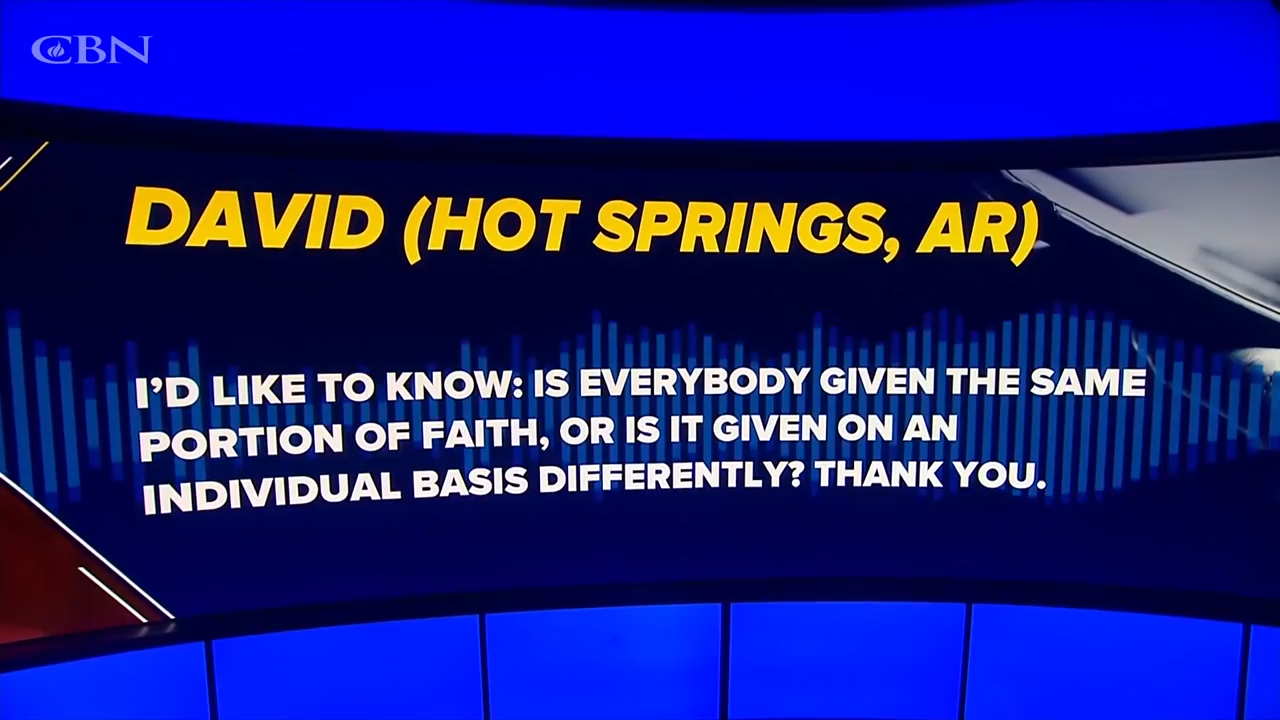 CBN
DAVID (HOT SPRINGS, AR)
I'D LIKE TO KNOW: IS EVERYBODY GIVEN THE SAME
PORTION OF FAITH, OR IS IT GIVEN ON AN
INDIVIDUAL BASIS DIFFERENTLY? THANK YOU.